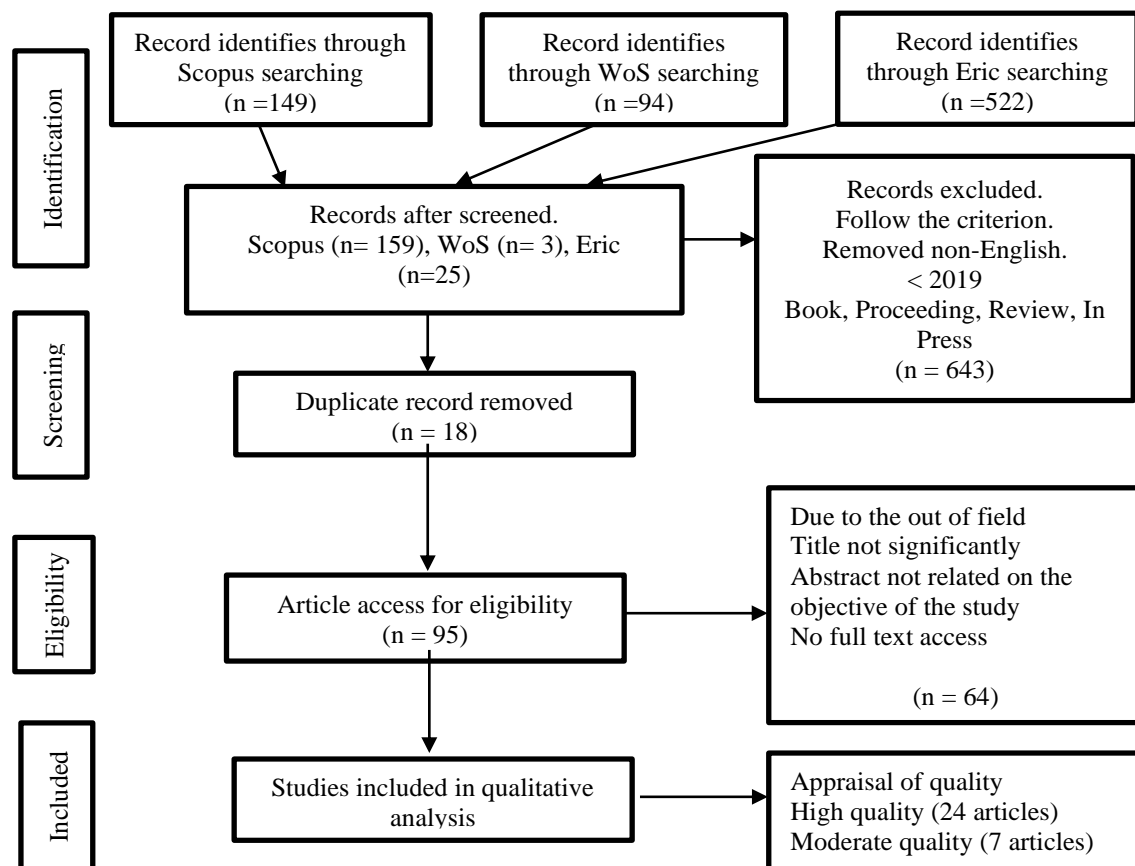 Identification
Record identifies through
Scopus searching
(n =149)
Record identifies
through WoS searching
(n =94)
Record identifies
through Eric searching
(n =522)
Records after screened.
Scopus (n= 159), WoS (n= 3), Eric
(n=25)
Records excluded.
Follow the criterion.
Removed non-English.
< 2019
Book, Proceeding, Review, In
Press
(n = 643)
Screening
Duplicate record removed
(n = 18)
Eligibility
Article access for eligibility
(n = 95)
Due to the out of field
Title not significantly
Abstract not related on the
objective of the study
No full text access
(n = 64)
Included
Studies included in qualitative
analysis
Appraisal of quality
High quality (24 articles)
Moderate quality (7 articles)